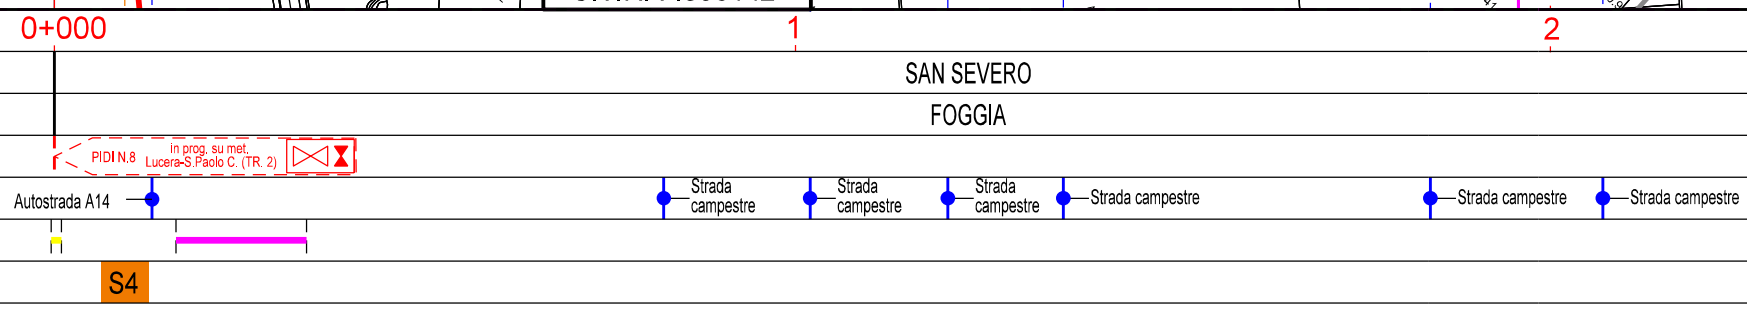 0+000 1 2
SAN SEVERO
FOGGIA
PIDI N.8
in prog. su met.
Lucera-S.Paolo C. (TR. 2)
Autostrada A14
Strada
campestre
Strada
campestre
Strada
campestre
Strada campestre
Strada campestre
Strada campestre
S4